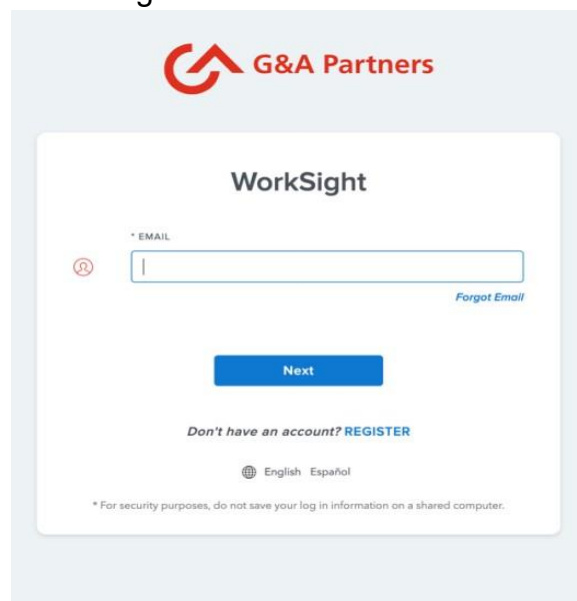 G&A Partners
WorkSight
* EMAIL
Forgot Email
Next
Don't have an account? REGISTER
English Español
* For security purposes, do not save your log in information on a shared computer.